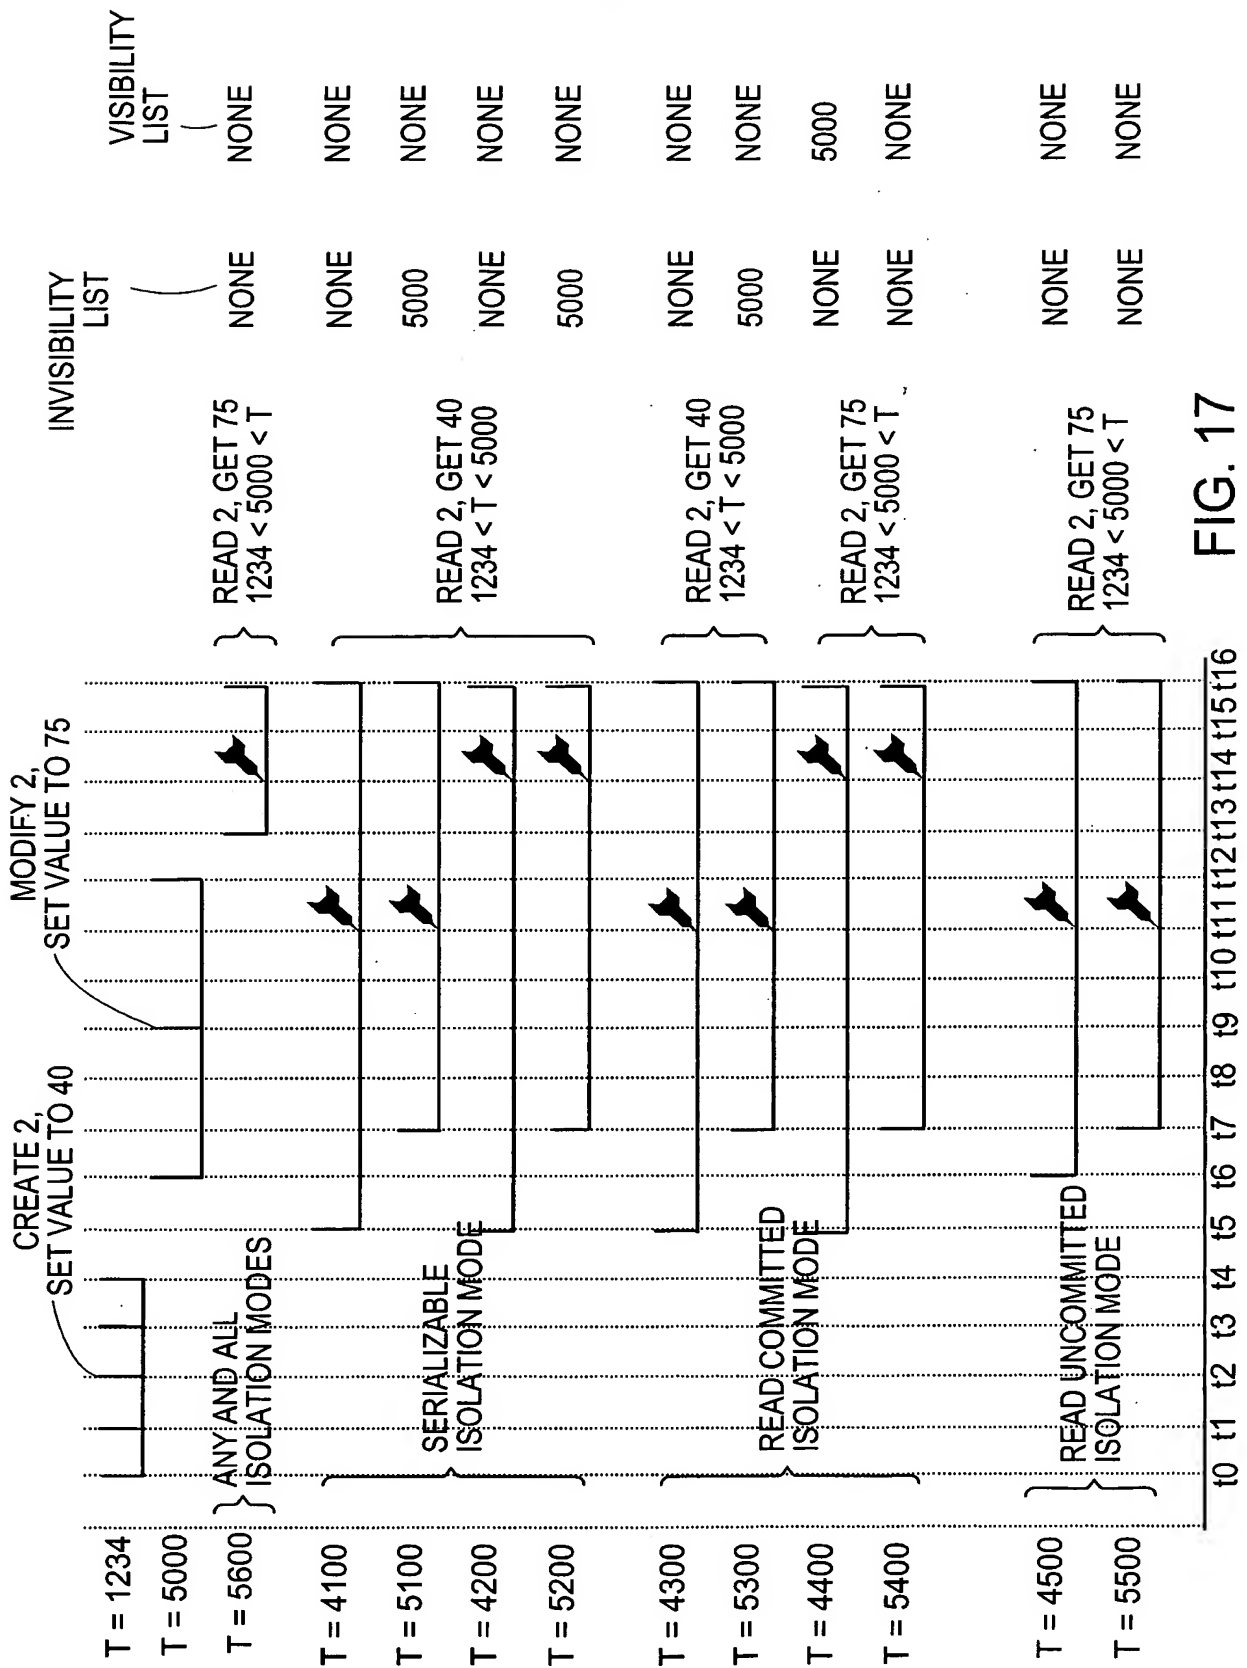 CREATE 2,
SET VALUE TO 40
MODIFY 2,
SET VALUE TO 75
INVISIBILITY
LIST
VISIBILITY
LIST
T = 1234
T = 5000
T = 5600
ANY AND ALL
ISOLATION MODES
READ 2, GET 75
1234 < 5000 < T
NONE
NONE
T = 4100
NONE
NONE
T = 5100
5000
NONE
SERIALIZABLE
ISOLATION MODE
READ 2, GET 40
1234 < T < 5000
T = 4200
NONE
NONE
T = 5200
5000
NONE
T = 4300
NONE
NONE
READ 2, GET 40
1234 < T < 5000
T = 5300
5000
NONE
READ COMMITTED
ISOLATION MODE
T = 4400
NONE
5000
READ 2, GET 75
1234 < 5000 < T
T = 5400
NONE
NONE
T = 4500
NONE
NONE
READ UNCOMMITTED
ISOLATION MODE
READ 2, GET 75
1234 < 5000 < T
T = 5500
NONE
NONE
t0 t1 t2 t3 t4 t5 t6 t7 t8 t9 t10 t11 t12 t13 t14 t15 t16
FIG. 17